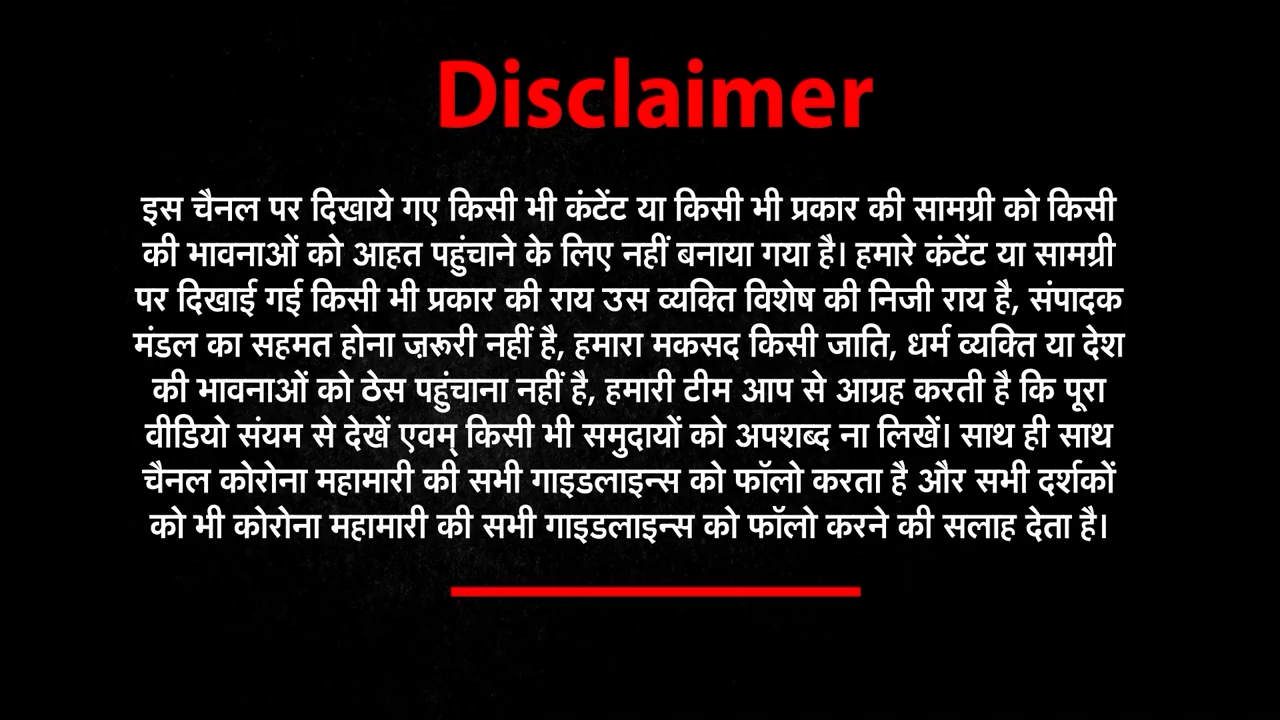 Disclaimer
इस चैनल पर दिखाये गए किसी भी कंटेंट या किसी भी प्रकार की सामग्री को किसी
की भावनाओं को आहत पहुंचाने के लिए नहीं बनाया गया है। हमारे कंटेंट या सामग्री
पर दिखाई गई किसी भी प्रकार की राय उस व्यक्ति विशेष की निजी राय है, संपादक
मंडल का सहमत होना ज़रूरी नहीं है, हमारा मकसद किसी जाति, धर्म व्यक्ति या देश
की भावनाओं को ठेस पहुंचाना नहीं है, हमारी टीम आप से आग्रह करती है कि पूरा
वीडियो संयम से देखें एवम् किसी भी समुदायों को अपशब्द ना लिखें। साथ ही साथ
चैनल कोरोना महामारी की सभी गाइडलाइन्स को फॉलो करता है और सभी दर्शकों
को भी कोरोना महामारी की सभी गाइडलाइन्स को फॉलो करने की सलाह देता है।